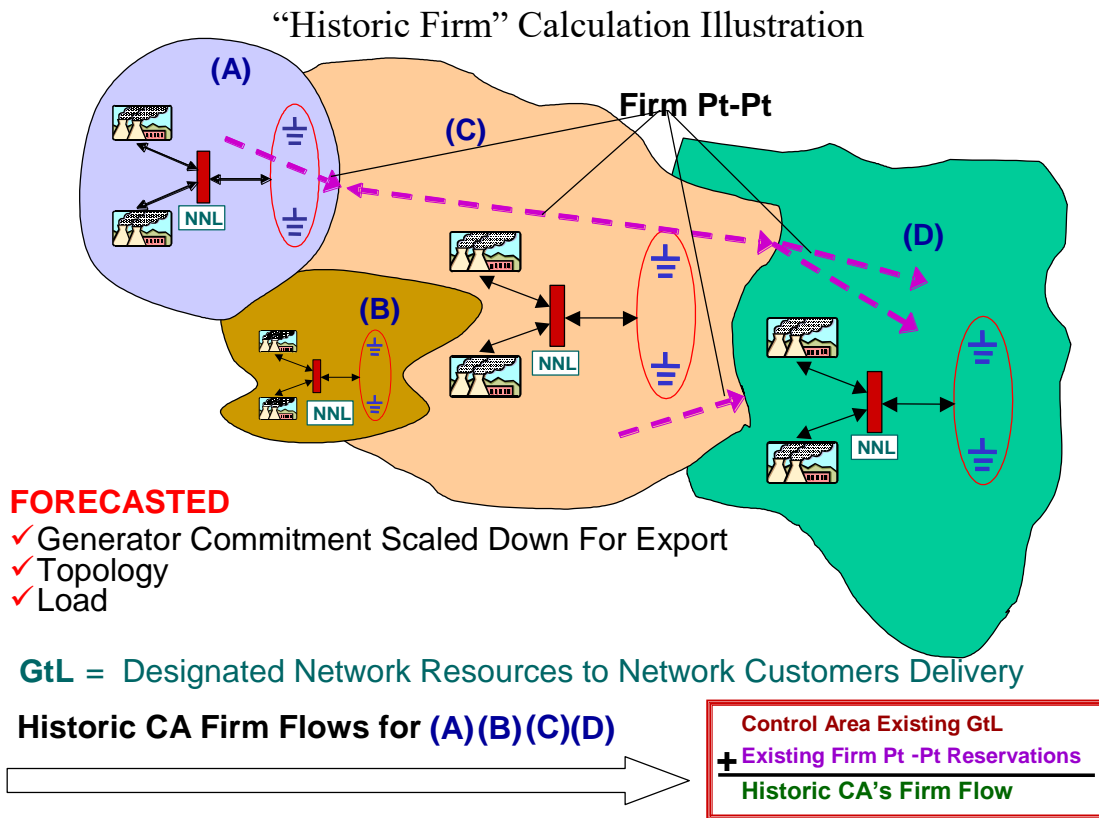 “Historic Firm” Calculation Illustration
(A)
Firm Pt-Pt
(C)
NNL
(D)
(B)
NNL
NNL
NNL
FORECASTED
✓Generator Commitment Scaled Down For Export
✓Topology
✓Load
GtL = Designated Network Resources to Network Customers Delivery
Historic CA Firm Flows for (A)(B)(C)(D)
Control Area Existing GtL
+ Existing Firm Pt -Pt Reservations
Historic CA's Firm Flow